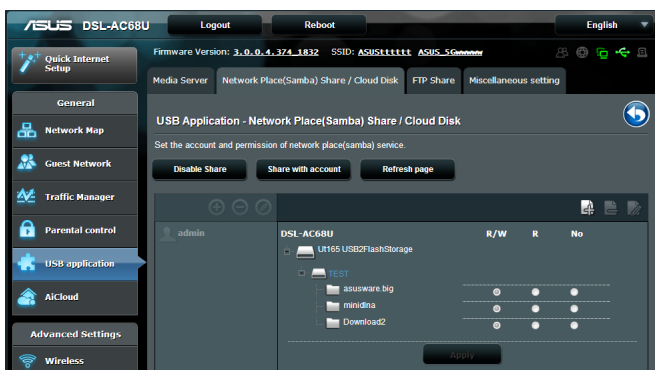 ASUS DSL-AC68U Logout Reboot English
Quick Internet Setup
Firmware Version: 3.0.0.4.374_1832 SSID: ASUStttttt ASUS_5G
Media Server Network Place(Samba) Share / Cloud Disk FTP Share Miscellaneous setting
General
Network Map
Guest Network
Traffic Manager
Parental control
USB application
AiCloud
Advanced Settings
Wireless
USB Application - Network Place(Samba) Share / Cloud Disk
Set the account and permission of network place(samba) service.
Disable Share Share with account Refresh page
admin
DSL-AC68U R/W R No
Ut165 USB2FlashStorage
TEST
asusware.big
minidlna
Download2
Apply